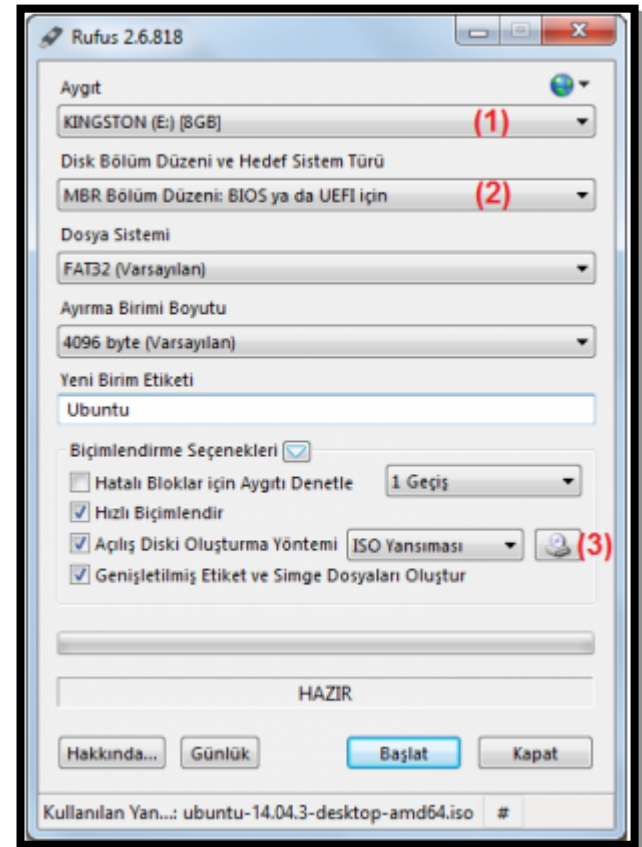 Rufus 2.6.818
Aygıt
KINGSTON (E:) [8GB] (1)
Disk Bölüm Düzeni ve Hedef Sistem Türü
MBR Bölüm Düzeni: BIOS ya da UEFI için (2)
Dosya Sistemi
FAT32 (Varsayılan)
Ayırma Birimi Boyutu
4096 byte (Varsayılan)
Yeni Birim Etiketi
Ubuntu
Biçimlendirme Seçenekleri
Hatalı Bloklar için Aygıtı Denetle 1 Geçiş
Hızlı Biçimlendir
Açılış Diski Oluşturma Yöntemi ISO Yansıması (3)
Genişletilmiş Etiket ve Simge Dosyaları Oluştur
HAZIR
Hakkında... Günlük Başlat Kapat
Kullanılan Yan...: ubuntu-14.04.3-desktop-amd64.iso #